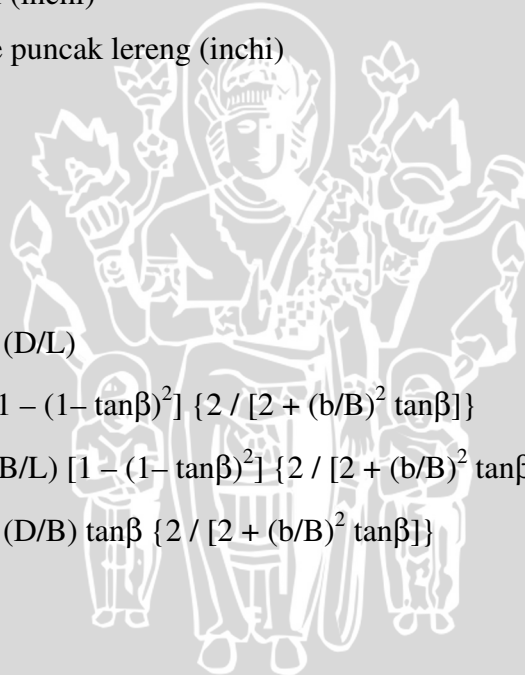 (inchi)
puncak lereng (inchi)
(D/L)
1 – (1– tanβ)² ] {2 / [2 + (b/B)² tanβ]}
B/L) [1 – (1– tanβ)² ] {2 / [2 + (b/B)² tanβ
(D/B) tanβ {2 / [2 + (b/B)² tanβ]}